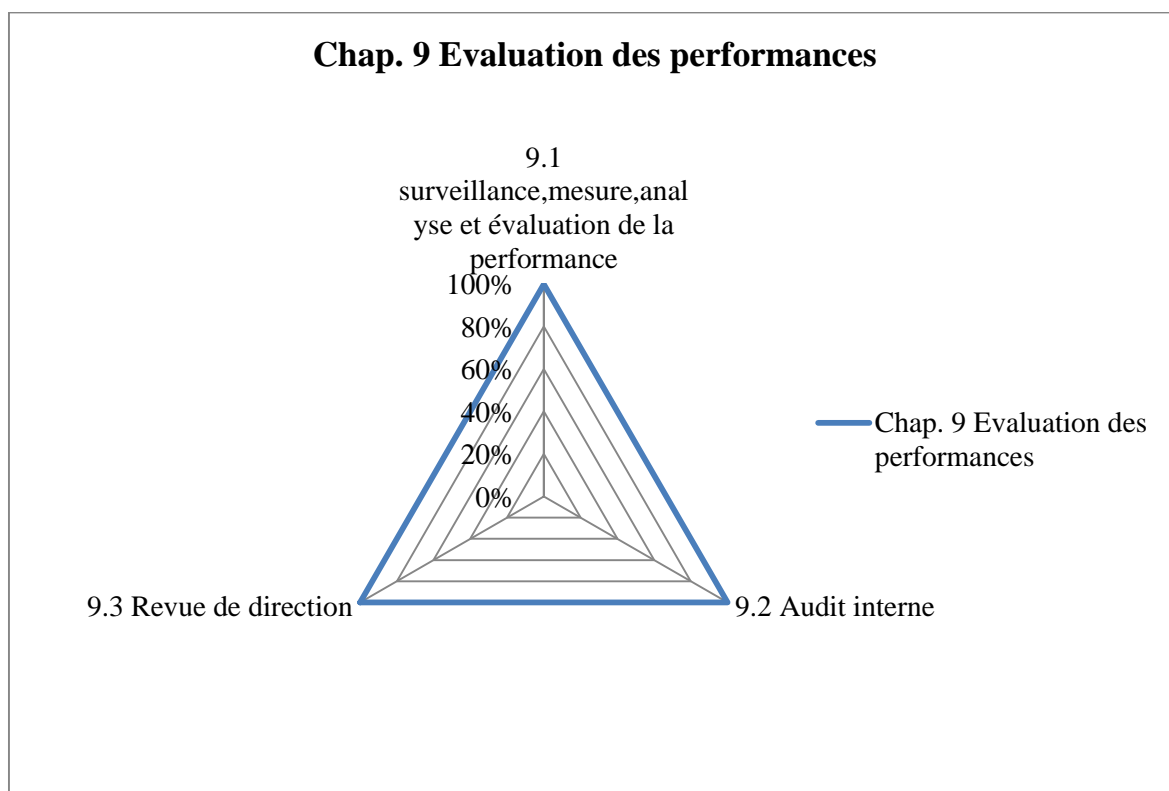 Chap. 9 Evaluation des performances
9.1
surveillance,mesure,anal
yse et évaluation de la
performance
100%
80%
60%
40%
20%
0%
9.3 Revue de direction
9.2 Audit interne
Chap. 9 Evaluation des
performances